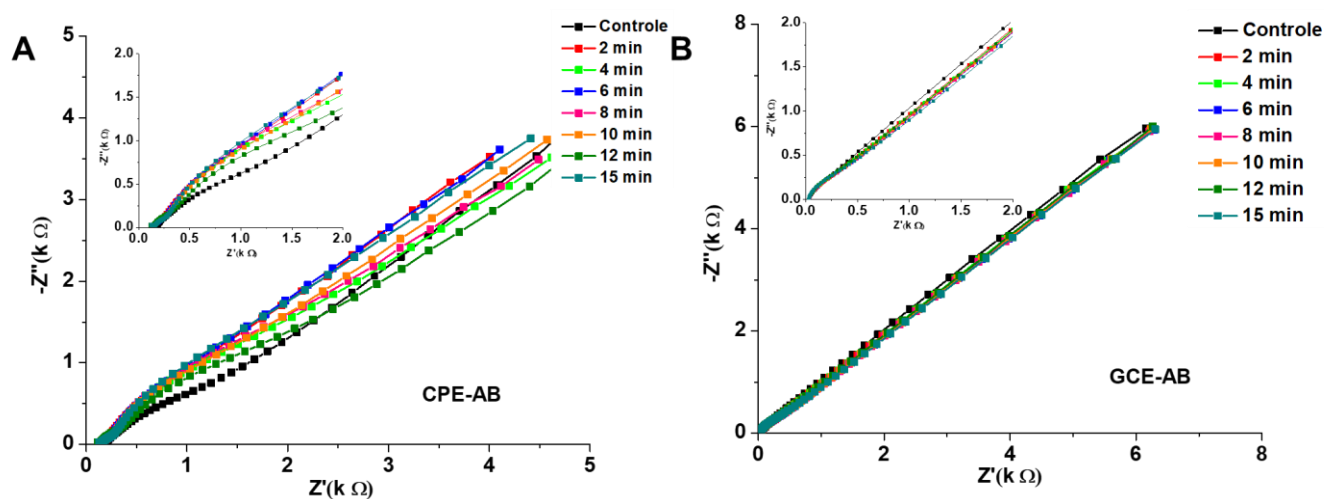 A
5
4
3
2
1
0
-Z"(k Ω)
0
1
2
3
4
5
Z'(k Ω)
2.0
1.5
1.0
0.5
0.0
-Z''(k Ω)
0.0
0.5
1.0
1.5
2.0
Z'(k Ω)
Controle
2 min
4 min
6 min
8 min
10 min
12 min
15 min
CPE-AB
B
8
6
4
2
0
-Z"(k Ω)
0
2
4
6
8
Z'(k Ω)
2.0
1.5
1.0
0.5
0.0
-Z''(k Ω)
0.0
0.5
1.0
1.5
2.0
Z'(k Ω)
Controle
2 min
4 min
6 min
8 min
10 min
12 min
15 min
GCE-AB